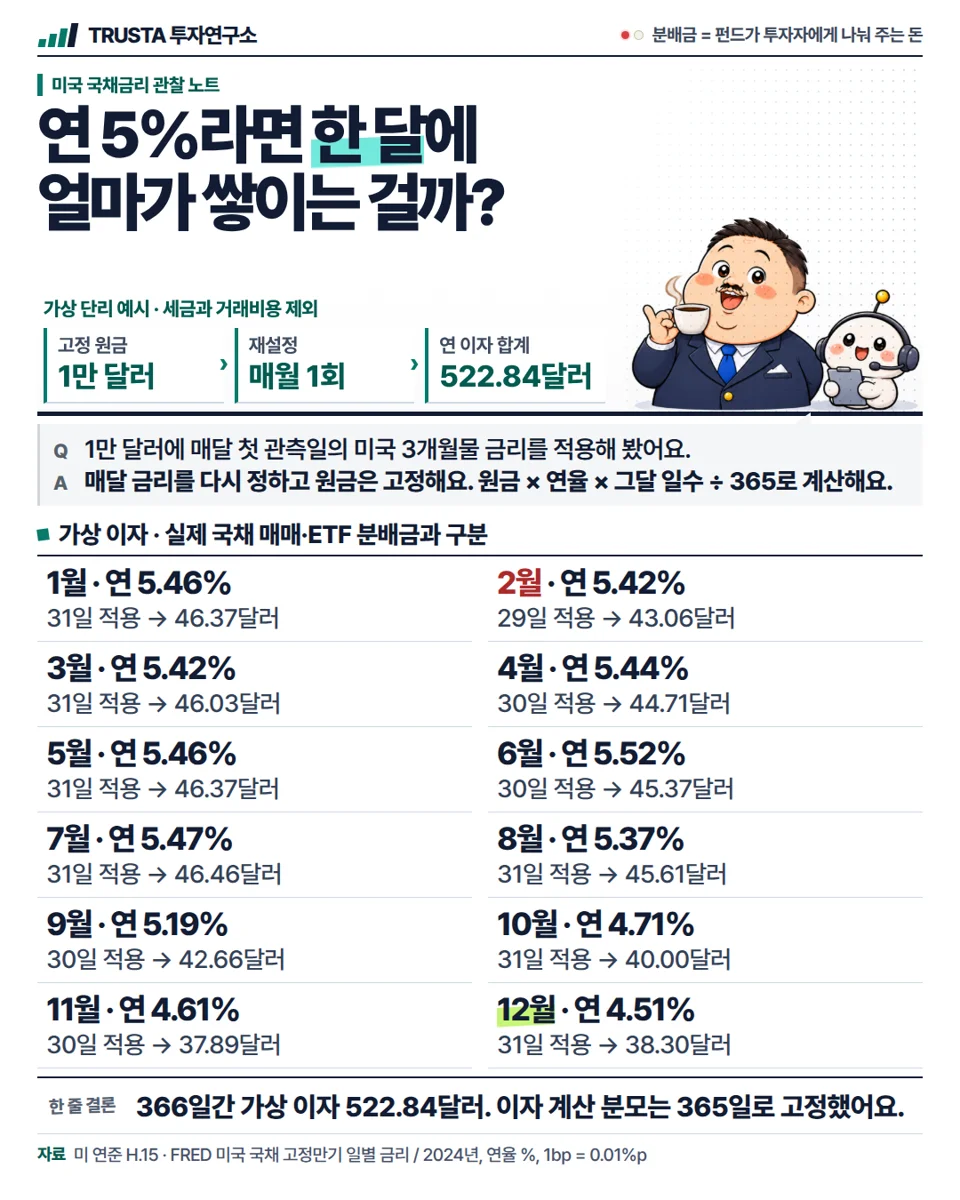 TRUSTA 투자연구소
분배금 = 펀드가 투자자에게 나눠 주는 돈
미국 국채금리 관찰 노트
연 5%라면 한 달에
얼마가 쌓이는 걸까?
가상 단리 예시 · 세금과 거래비용 제외
고정 원금
1만 달러
›
재설정
매월 1회
›
연 이자 합계
522.84달러
Q 1만 달러에 매달 첫 관측일의 미국 3개월물 금리를 적용해 봤어요.
A 매달 금리를 다시 정하고 원금은 고정해요. 원금 × 연율 × 그달 일수 ÷ 365로 계산해요.
가상 이자 · 실제 국채 매매·ETF 분배금과 구분
1월 · 연 5.46%
31일 적용 → 46.37달러
2월 · 연 5.42%
29일 적용 → 43.06달러
3월 · 연 5.42%
31일 적용 → 46.03달러
4월 · 연 5.44%
30일 적용 → 44.71달러
5월 · 연 5.46%
31일 적용 → 46.37달러
6월 · 연 5.52%
30일 적용 → 45.37달러
7월 · 연 5.47%
31일 적용 → 46.46달러
8월 · 연 5.37%
31일 적용 → 45.61달러
9월 · 연 5.19%
30일 적용 → 42.66달러
10월 · 연 4.71%
31일 적용 → 40.00달러
11월 · 연 4.61%
30일 적용 → 37.89달러
12월 · 연 4.51%
31일 적용 → 38.30달러
한 줄 결론 366일간 가상 이자 522.84달러. 이자 계산 분모는 365일로 고정했어요.
자료 미 연준 H.15 · FRED 미국 국채 고정만기 일별 금리 / 2024년, 연율 %, 1bp = 0.01%p